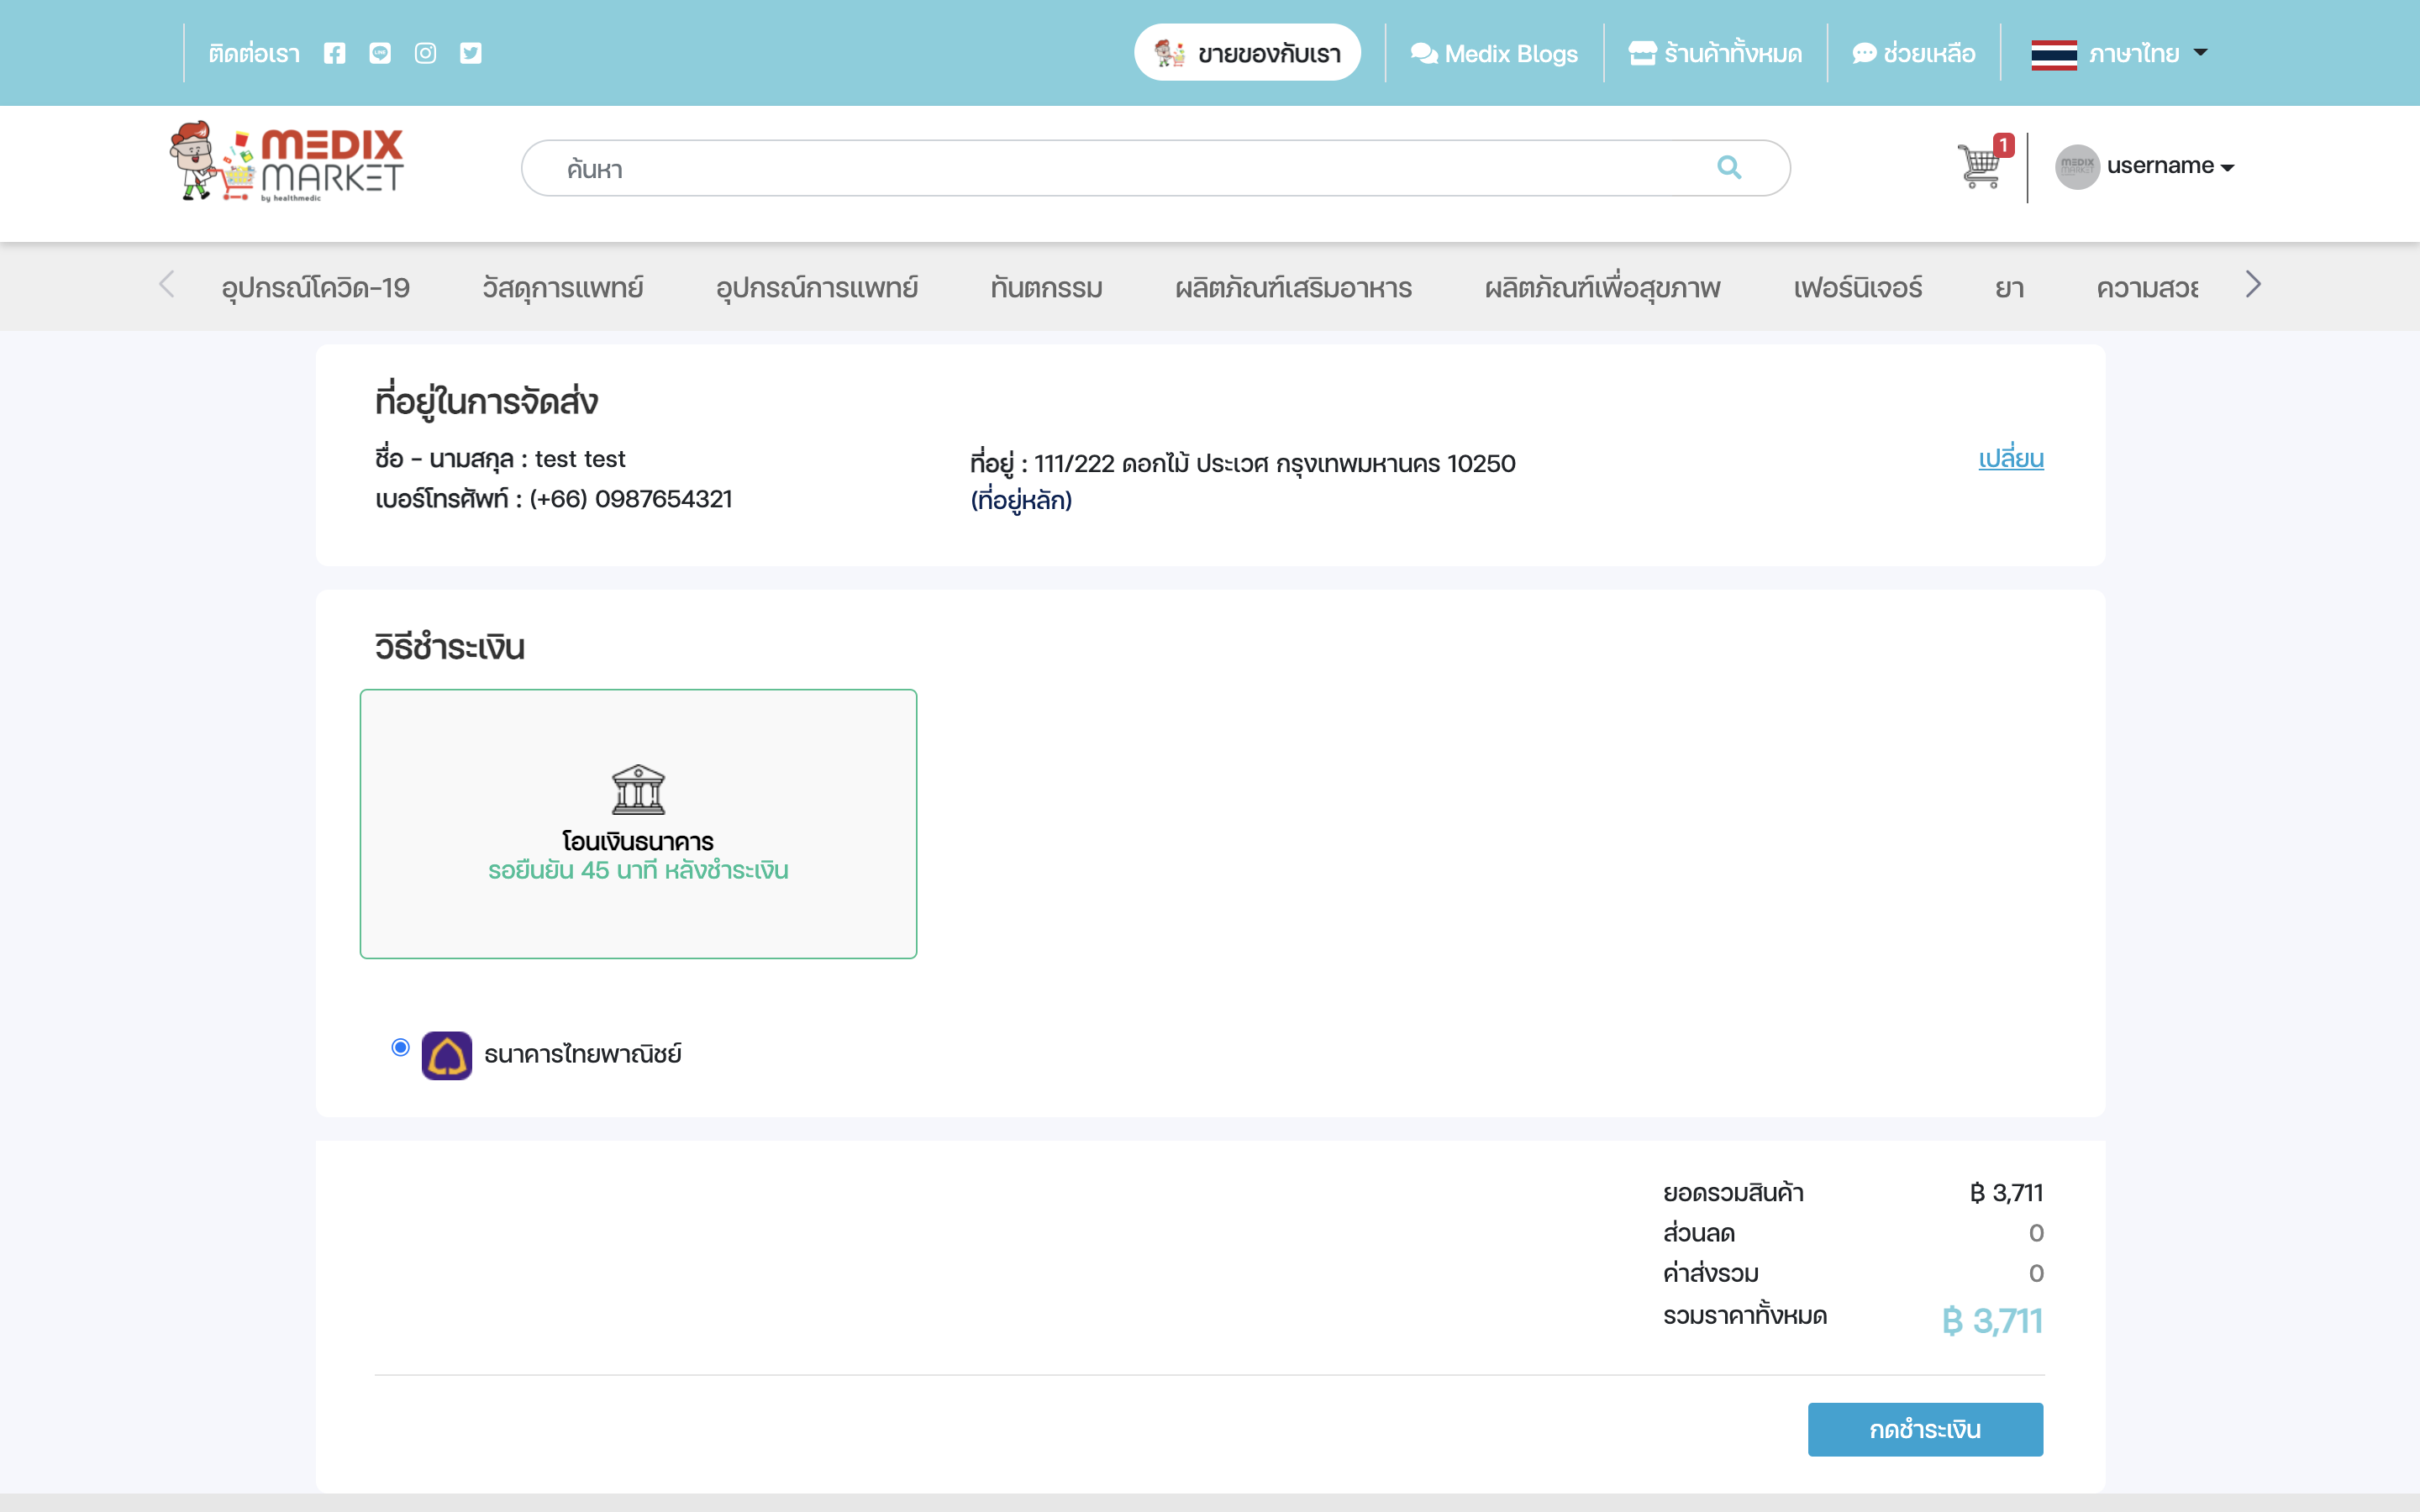 ติดต่อเรา
ขายของกับเรา
Medix Blogs
ร้านค้าทั้งหมด
ช่วยเหลือ
ภาษาไทย
MEDIX
MARKET
by healthmedic
ค้นหา
1
username
อุปกรณ์โควิด-19
วัสดุการแพทย์
อุปกรณ์การแพทย์
ทันตกรรม
ผลิตภัณฑ์เสริมอาหาร
ผลิตภัณฑ์เพื่อสุขภาพ
เฟอร์นิเจอร์
ยา
ความสวย
ที่อยู่ในการจัดส่ง
ชื่อ - นามสกุล : test test
เบอร์โทรศัพท์ : (+66) 0987654321
ที่อยู่ : 111/222 ดอกไม้ ประเวศ กรุงเทพมหานคร 10250
(ที่อยู่หลัก)
เปลี่ยน
วิธีชำระเงิน
โอนเงินธนาคาร
รอยืนยัน 45 นาที หลังชำระเงิน
ธนาคารไทยพาณิชย์
ยอดรวมสินค้า ฿ 3,711
ส่วนลด 0
ค่าส่งรวม 0
รวมราคาทั้งหมด ฿ 3,711
กดชำระเงิน